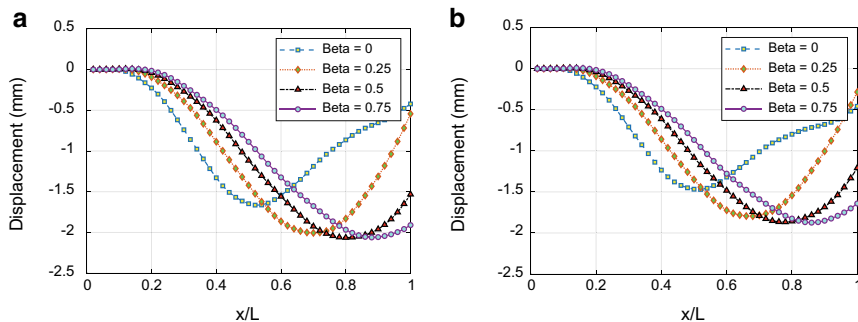 a
0.5
0
-0.5
-1
-1.5
-2
-2.5
Displacement (mm)
0
0.2
0.4
0.6
0.8
1
x/L
Beta = 0
Beta = 0.25
Beta = 0.5
Beta = 0.75
b
0.5
0
-0.5
-1
-1.5
-2
-2.5
Displacement (mm)
0
0.2
0.4
0.6
0.8
1
x/L
Beta = 0
Beta = 0.25
Beta = 0.5
Beta = 0.75